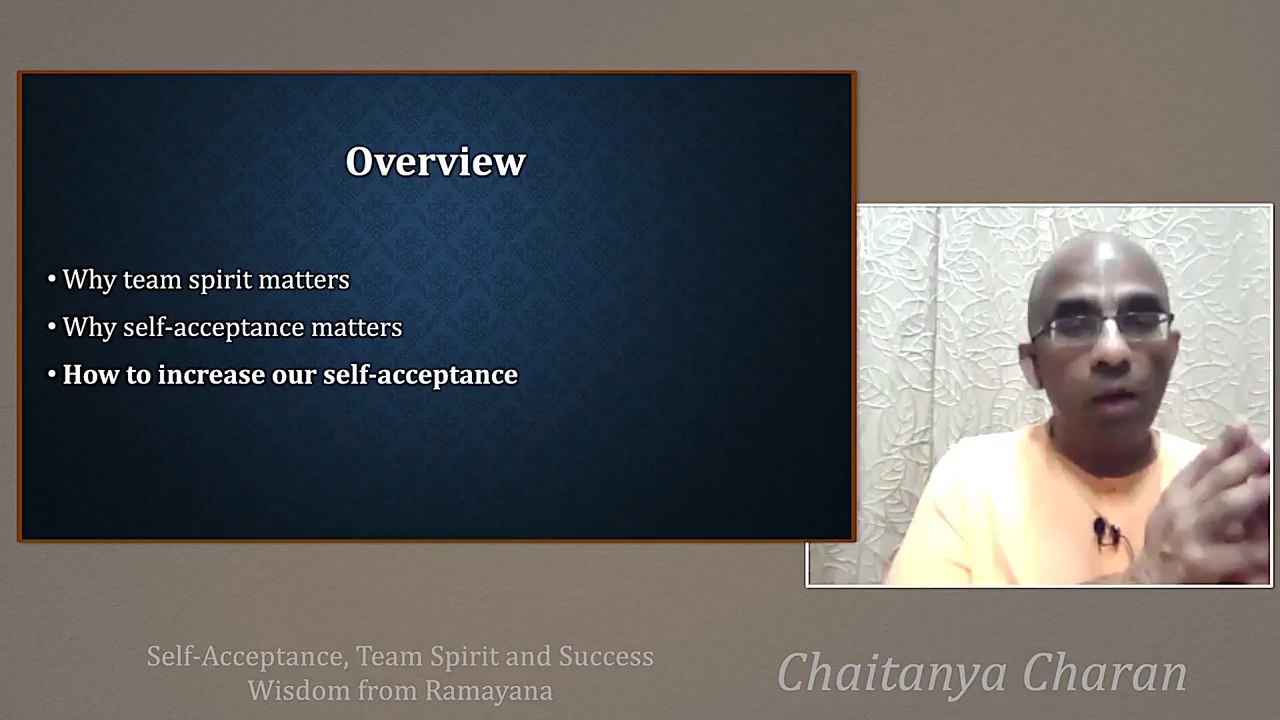 Overview
• Why team spirit matters
• Why self-acceptance matters
• How to increase our self-acceptance
Self-Acceptance, Team Spirit and Success
Wisdom from Ramayana
Chaitanya Charan